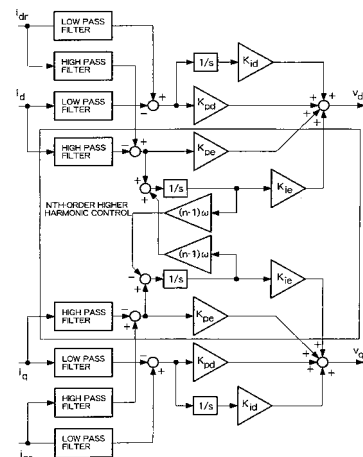 i_dr
LOW PASS
FILTER
HIGH PASS
FILTER
1/s
K_id
i_d
LOW PASS
FILTER
K_pd
v_d
HIGH PASS
FILTER
K_pe
1/s
K_ie
NTH-ORDER HIGHER
HARMONIC CONTROL
(n-1)ω
(n-1)ω
1/s
K_ie
HIGH PASS
FILTER
K_pe
i_q
LOW PASS
FILTER
K_pd
v_q
HIGH PASS
FILTER
1/s
K_id
LOW PASS
FILTER